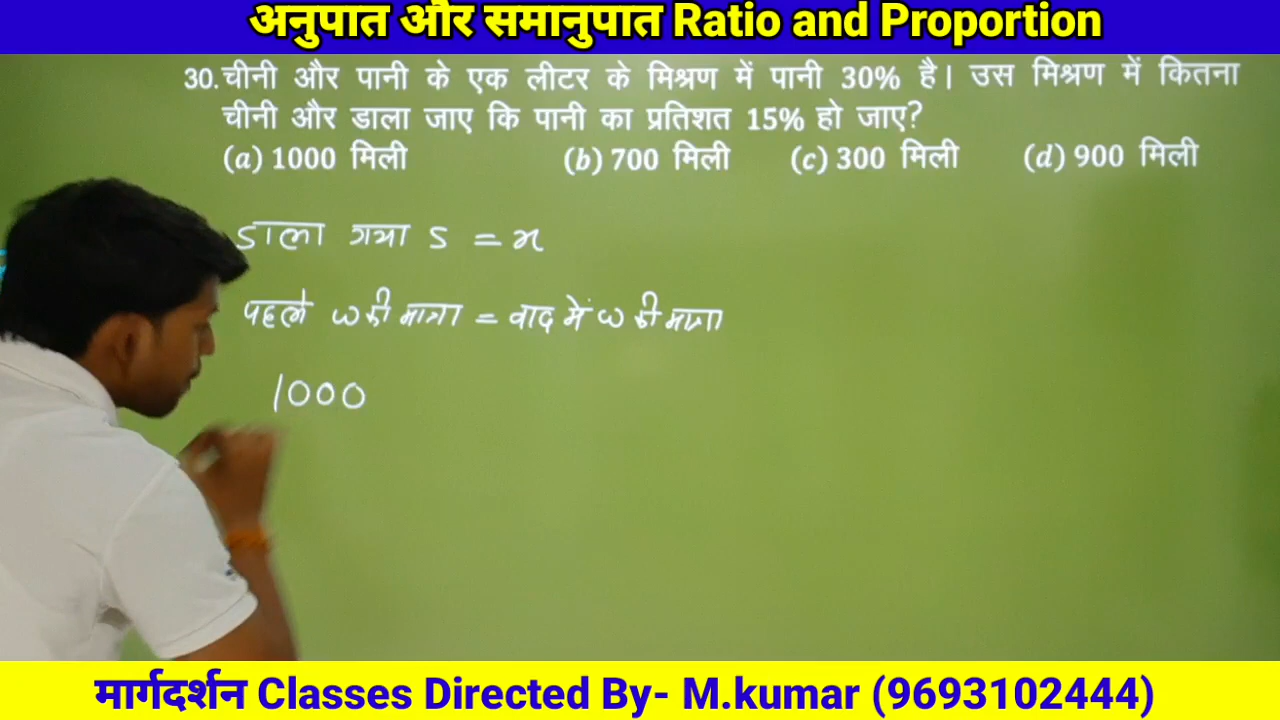 अनुपात और समानुपात Ratio and Proportion
30. चीनी और पानी के एक लीटर के मिश्रण में पानी 30% है। उस मिश्रण में कितना
चीनी और डाला जाए कि पानी का प्रतिशत 15% हो जाए?
(a) 1000 मिली (b) 700 मिली (c) 300 मिली (d) 900 मिली
डाला गया S = x
पहले ω की मात्रा = बाद में ω की मात्रा
1000
मार्गदर्शन Classes Directed By- M.kumar (9693102444)